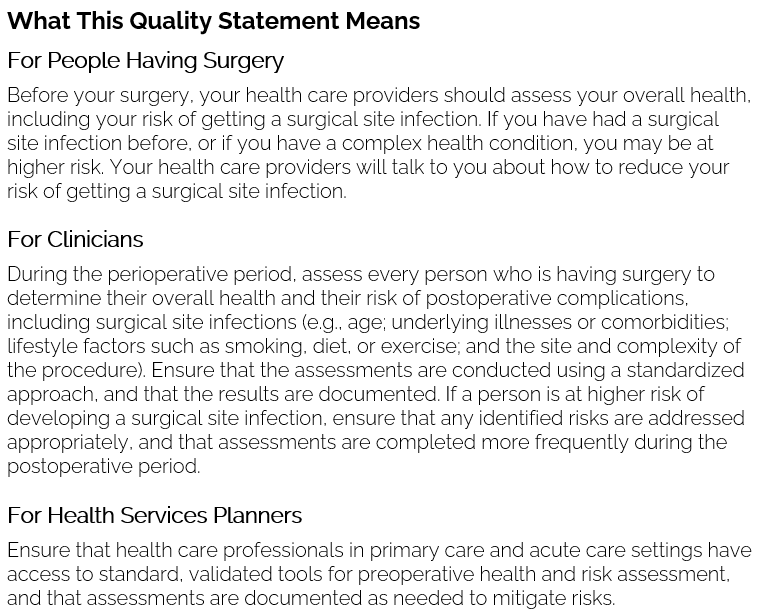 What This Quality Statement Means
For People Having Surgery
Before your surgery, your health care providers should assess your overall health,
including your risk of getting a surgical site infection. If you have had a surgical
site infection before, or if you have a complex health condition, you may be at
higher risk. Your health care providers will talk to you about how to reduce your
risk of getting a surgical site infection.
For Clinicians
During the perioperative period, assess every person who is having surgery to
determine their overall health and their risk of postoperative complications,
including surgical site infections (e.g., age; underlying illnesses or comorbidities;
lifestyle factors such as smoking, diet, or exercise; and the site and complexity of
the procedure). Ensure that the assessments are conducted using a standardized
approach, and that the results are documented. If a person is at higher risk of
developing a surgical site infection, ensure that any identified risks are addressed
appropriately, and that assessments are completed more frequently during the
postoperative period.
For Health Services Planners
Ensure that health care professionals in primary care and acute care settings have
access to standard, validated tools for preoperative health and risk assessment,
and that assessments are documented as needed to mitigate risks.